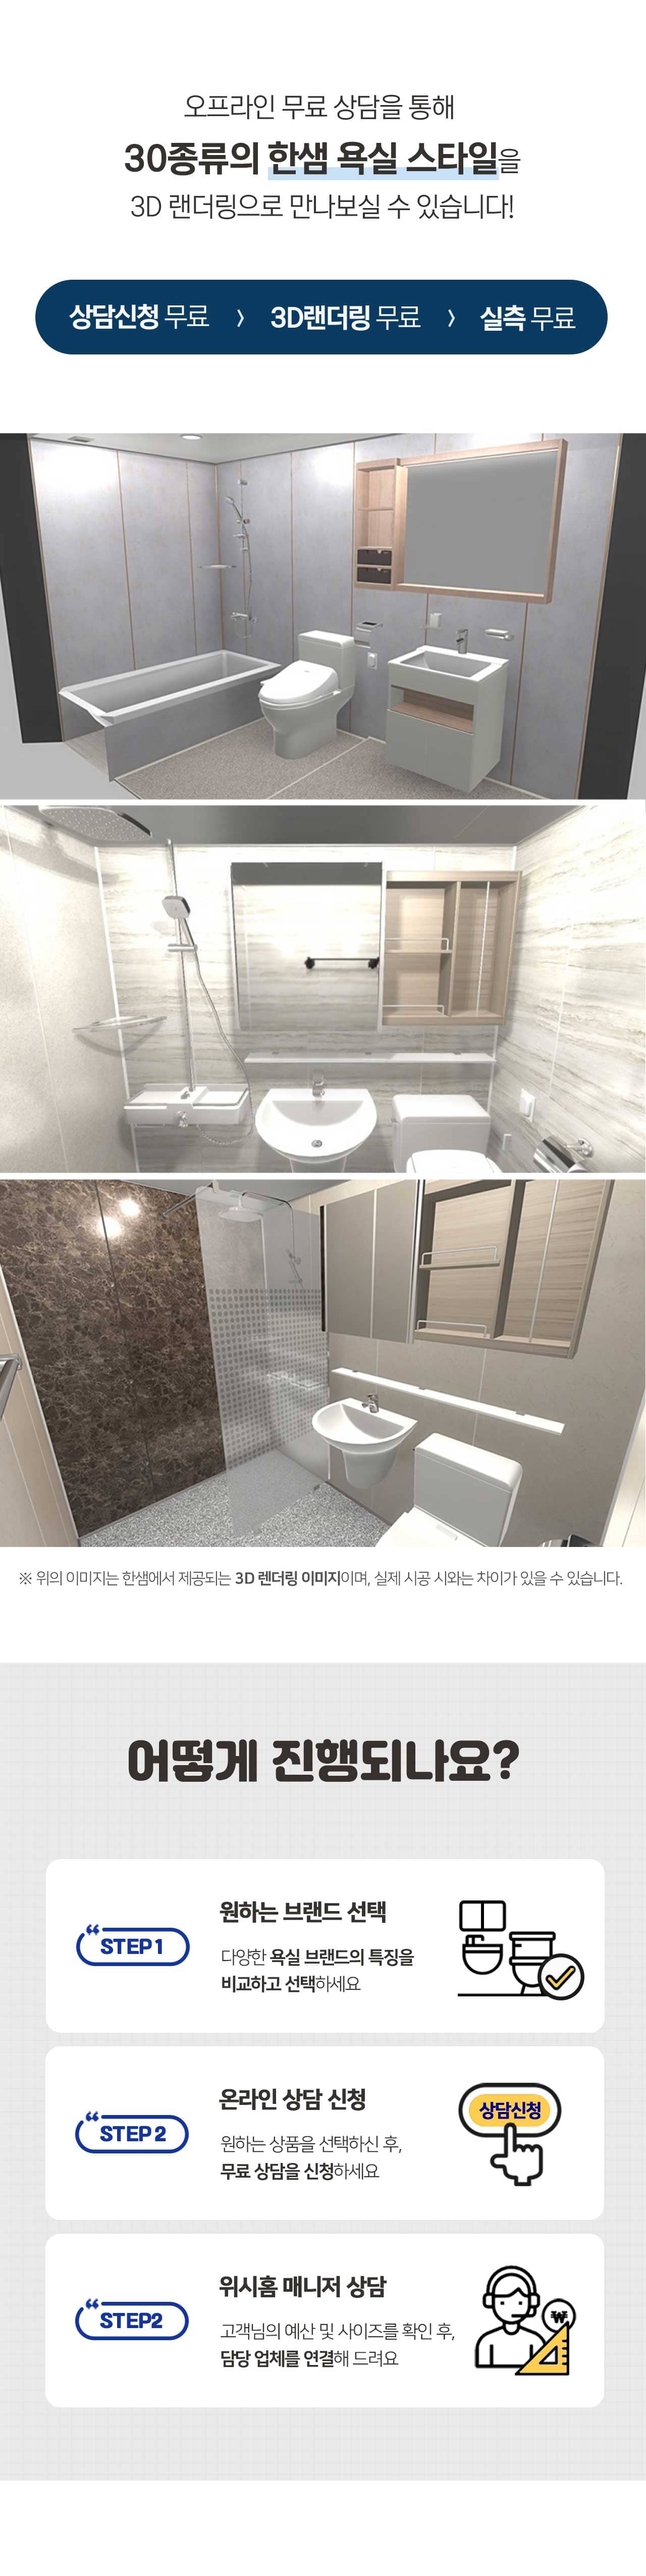 오프라인 무료 상담을 통해
30종류의 한샘 욕실 스타일을
3D 랜더링으로 만나보실 수 있습니다!
상담신청 무료 > 3D랜더링 무료 > 실측 무료
※ 위의 이미지는 한샘에서 제공되는 3D 렌더링 이미지이며, 실제 시공 시와는 차이가 있을 수 있습니다.
어떻게 진행되나요?
STEP 1
원하는 브랜드 선택
다양한 욕실 브랜드의 특징을
비교하고 선택하세요
STEP 2
온라인 상담 신청
원하는 상품을 선택하신 후,
무료 상담을 신청하세요
상담신청
STEP2
위시홈 매니저 상담
고객님의 예산 및 사이즈를 확인 후,
담당 업체를 연결해 드려요
₩